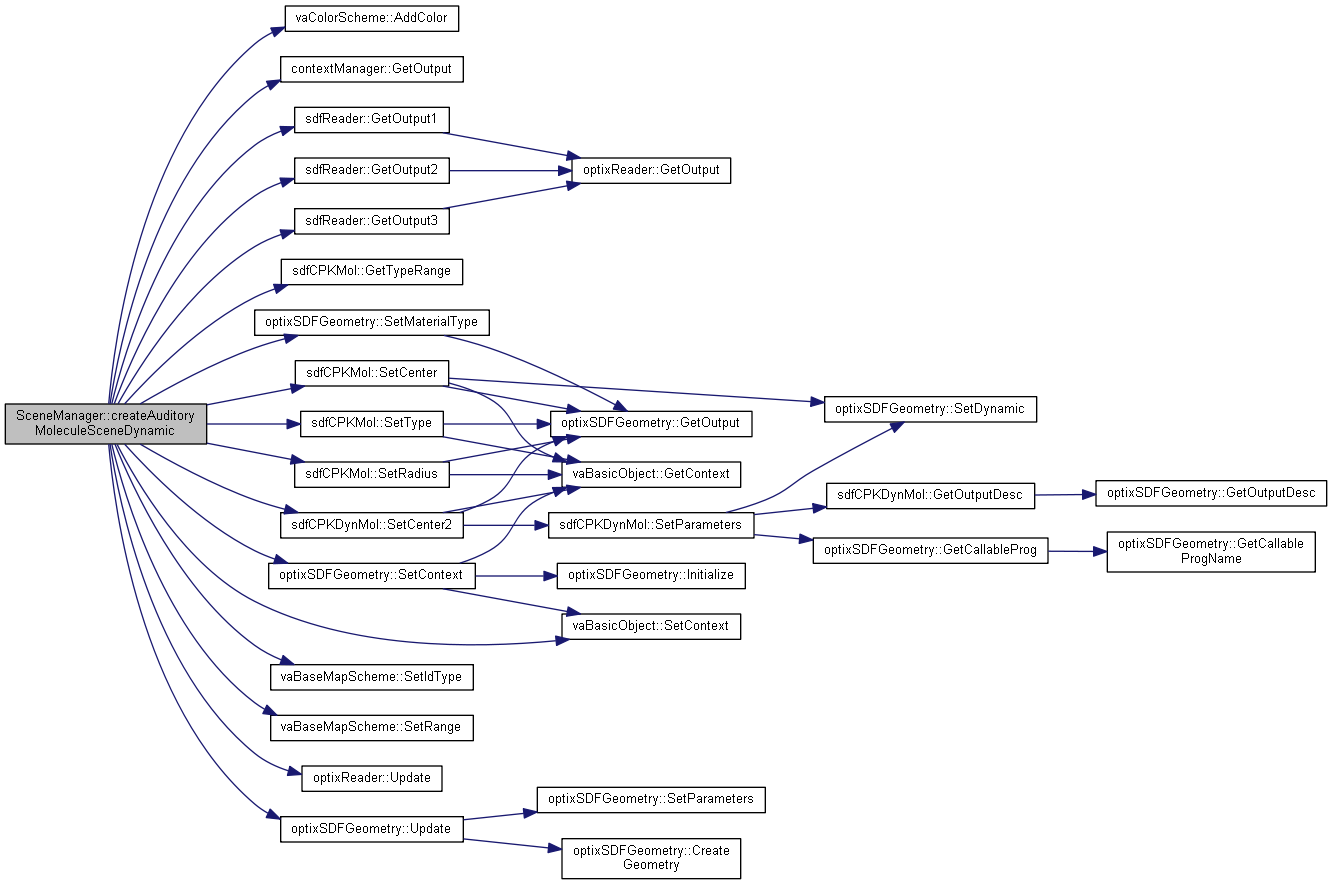 vaColorScheme::AddColor
contextManager::GetOutput
sdfReader::GetOutput1
sdfReader::GetOutput2
optixReader::GetOutput
sdfReader::GetOutput3
sdfCPKMol::GetTypeRange
optixSDFGeometry::SetMaterialType
sdfCPKMol::SetCenter
optixSDFGeometry::SetDynamic
SceneManager::createAuditory
MoleculeSceneDynamic
sdfCPKMol::SetType
optixSDFGeometry::GetOutput
sdfCPKMol::SetRadius
vaBasicObject::GetContext
sdfCPKDynMol::GetOutputDesc
optixSDFGeometry::GetOutputDesc
sdfCPKDynMol::SetCenter2
sdfCPKDynMol::SetParameters
optixSDFGeometry::GetCallableProg
optixSDFGeometry::GetCallable
ProgName
optixSDFGeometry::SetContext
optixSDFGeometry::Initialize
vaBasicObject::SetContext
vaBaseMapScheme::SetIdType
vaBaseMapScheme::SetRange
optixReader::Update
optixSDFGeometry::SetParameters
optixSDFGeometry::Update
optixSDFGeometry::Create
Geometry